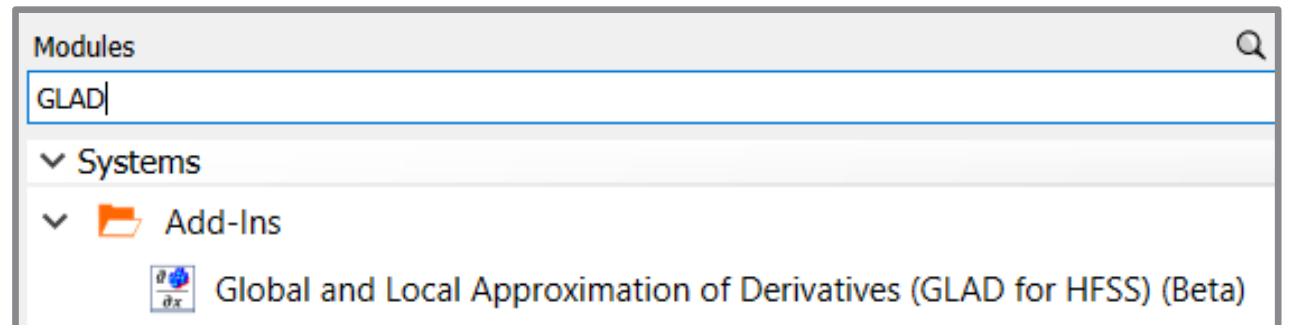 Modules
GLAD
Systems
Add-Ins
Global and Local Approximation of Derivatives (GLAD for HFSS) (Beta)